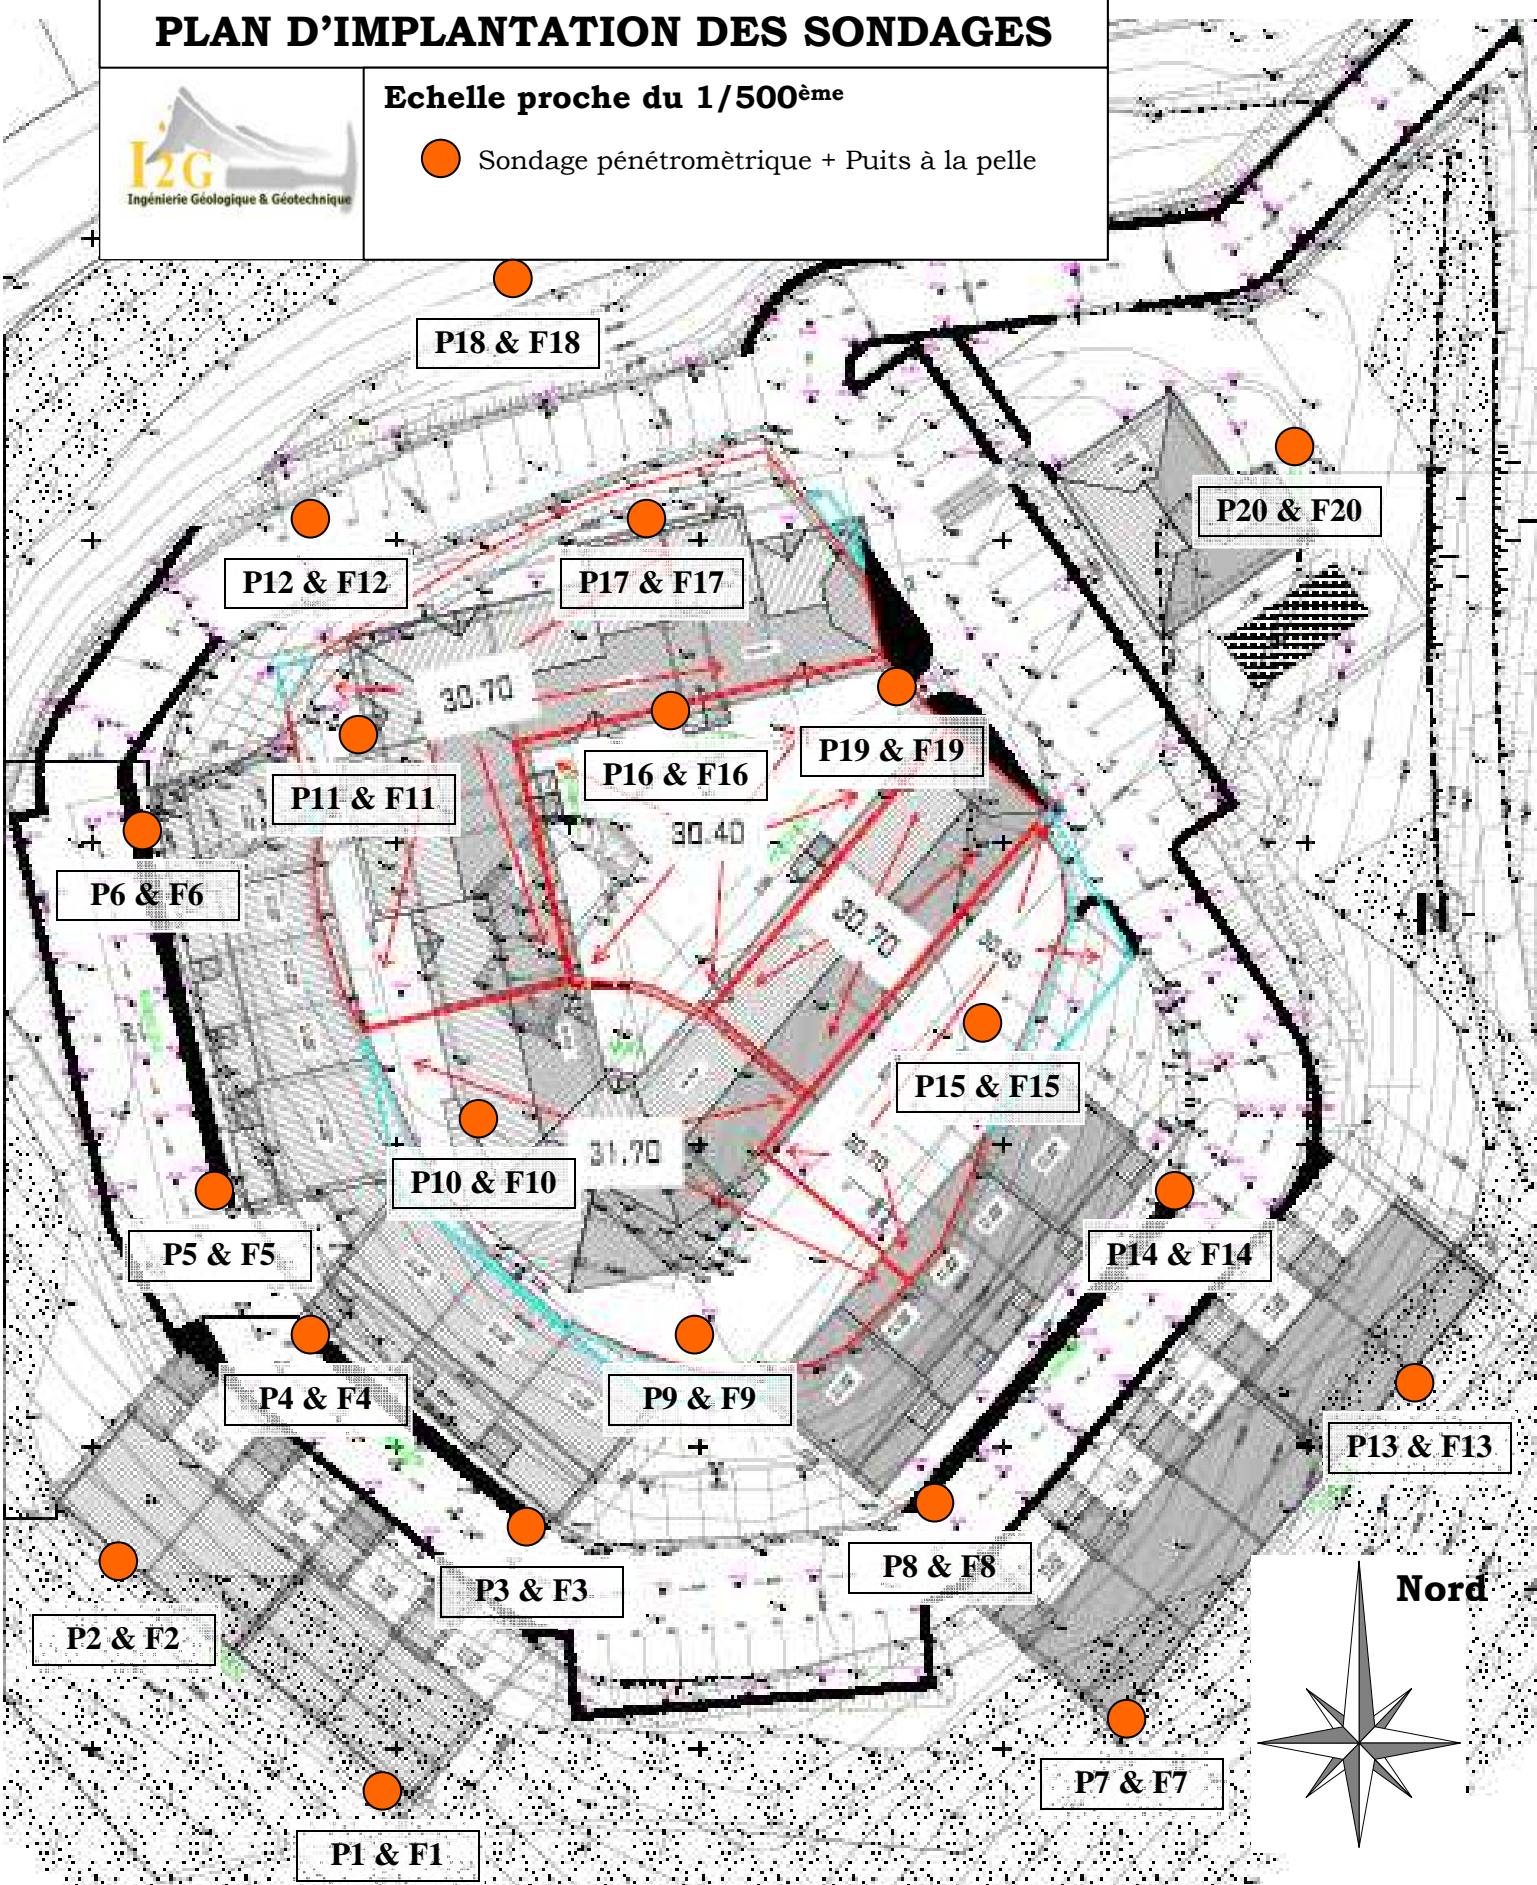 PLAN D'IMPLANTATION DES SONDAGES
Echelle proche du 1/500ème
I2G
Ingénierie Géologique & Géotechnique
Sondage pénétromètrique + Puits à la pelle
P18 & F18
P20 & F20
P12 & F12
P17 & F17
30.70
P19 & F19
P16 & F16
P11 & F11
30.40
P6 & F6
30.70
N
30.40
P15 & F15
31.70
P10 & F10
P5 & F5
P14 & F14
P4 & F4
P9 & F9
P13 & F13
P3 & F3
P8 & F8
Nord
P2 & F2
P7 & F7
P1 & F1